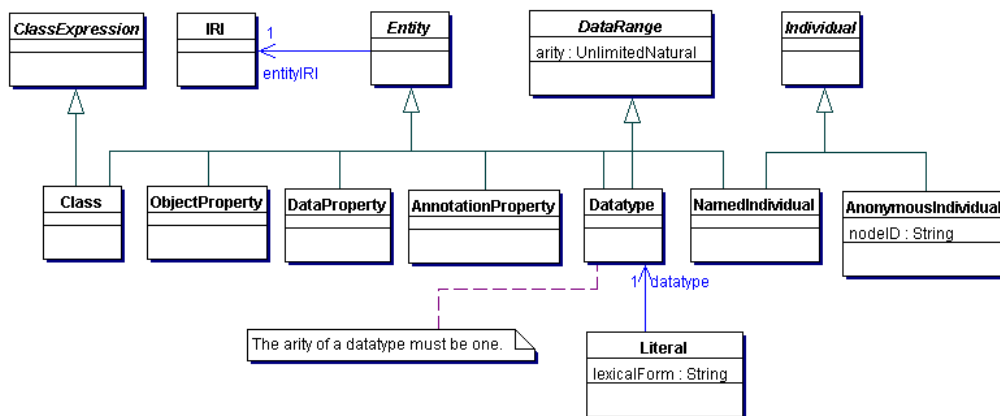 ClassExpression
IRI
Entity
DataRange
Individual
arity : UnlimitedNatural
1
entityIRI
Class
ObjectProperty
DataProperty
AnnotationProperty
Datatype
NamedIndividual
AnonymousIndividual
nodeID : String
1 datatype
The arity of a datatype must be one.
Literal
lexicalForm : String